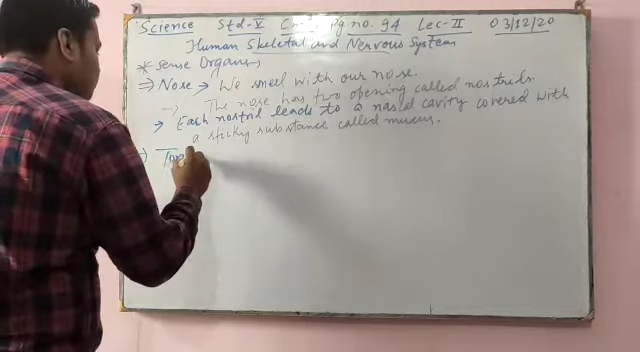 Science Std-V Ch- Pg no. 94 Lec-II 03/12/20
Human Skeletal and Nervous System
* Sense Organs→
⇒ Nose → We smell with our nose.
→ The nose has two opening called nostrils
→ Each nostril leads to a nasal cavity covered with
a sticky substance called mucus.